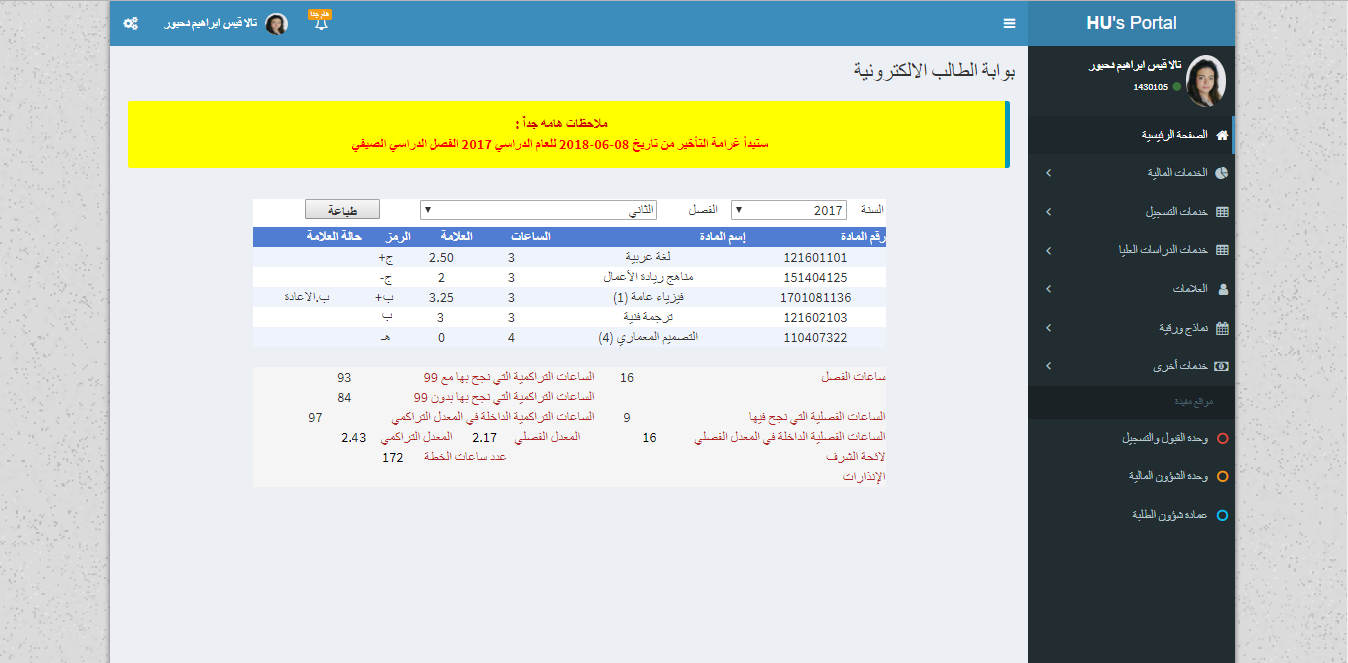 HU's Portal
هام جدا
تالا قيس ابراهيم دحبور
تالا قيس ابراهيم دحبور
1430105
الصفحة الرئيسية
الخدمات المالية
خدمات التسجيل
خدمات الدراسات العليا
العلامات
نماذج ورقية
خدمات أخرى
مواقع مفيدة
وحدة القبول والتسجيل
وحدة الشؤون المالية
عمادة شؤون الطلبة
بوابة الطالب الالكترونية
ملاحظات هامه جداً :
ستبدأ غرامة التأخير من تاريخ 08-06-2018 للعام الدراسي 2017 الفصل الدراسي الصيفي
السنة 2017 الفصل الثاني طباعة
رقم المادة إسم المادة الساعات العلامة الرمز حالة العلامة
121601101 لغة عربية 3 2.50 ج+
151404125 مناهج ريادة الأعمال 3 2 ج-
1701081136 فيزياء عامة (1) 3 3.25 ب+ ب.الاعادة
121602103 ترجمة فنية 3 3 ب
110407322 التصميم المعماري (4) 4 0 هـ
ساعات الفصل 16 الساعات التراكمية التي نجح بها مع 99 93
الساعات التراكمية التي نجح بها بدون 99 84
الساعات الفصلية التي نجح فيها 9 الساعات التراكمية الداخلة في المعدل التراكمي 97
الساعات الفصلية الداخلة في المعدل الفصلي 16 المعدل الفصلي 2.17 المعدل التراكمي 2.43
لائحة الشرف عدد ساعات الخطة 172
الإنذارات